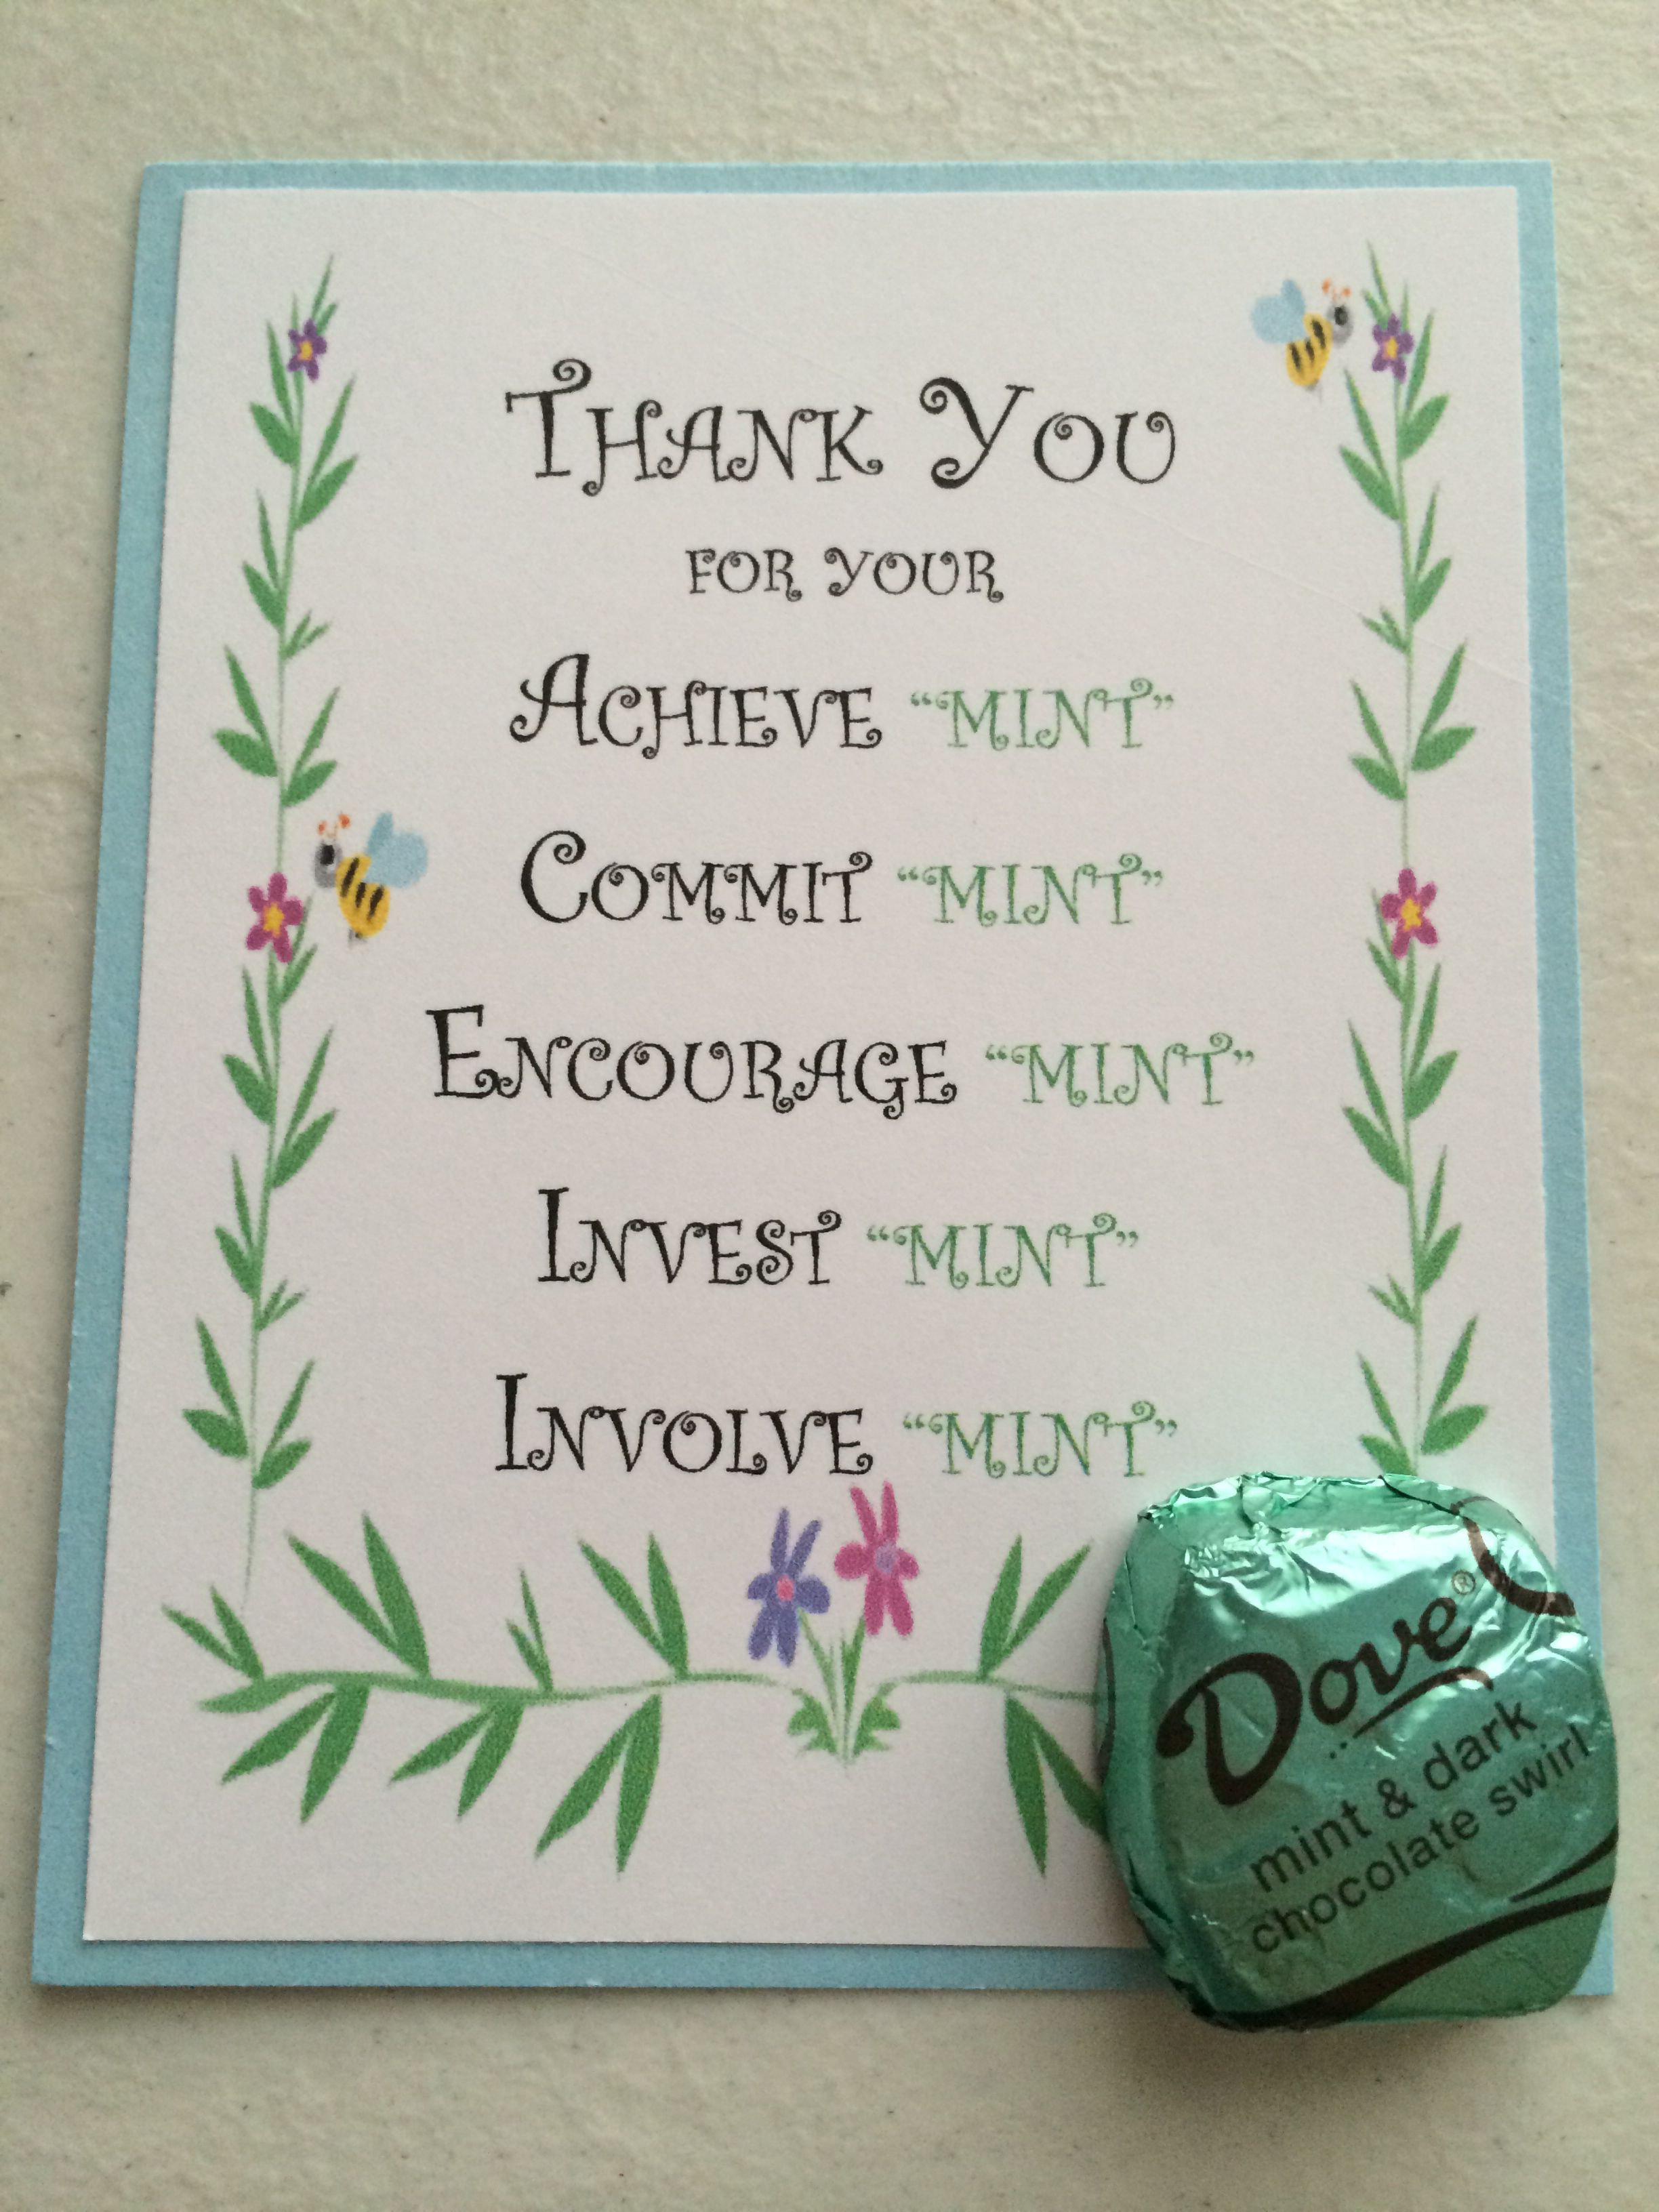 THANK YOU
FOR YOUR
ACHIEVE “MINT”
COMMIT “MINT”
ENCOURAGE “MINT”
INVEST “MINT”
INVOLVE “MINT”
Dove®
mint & dark
chocolate swirl